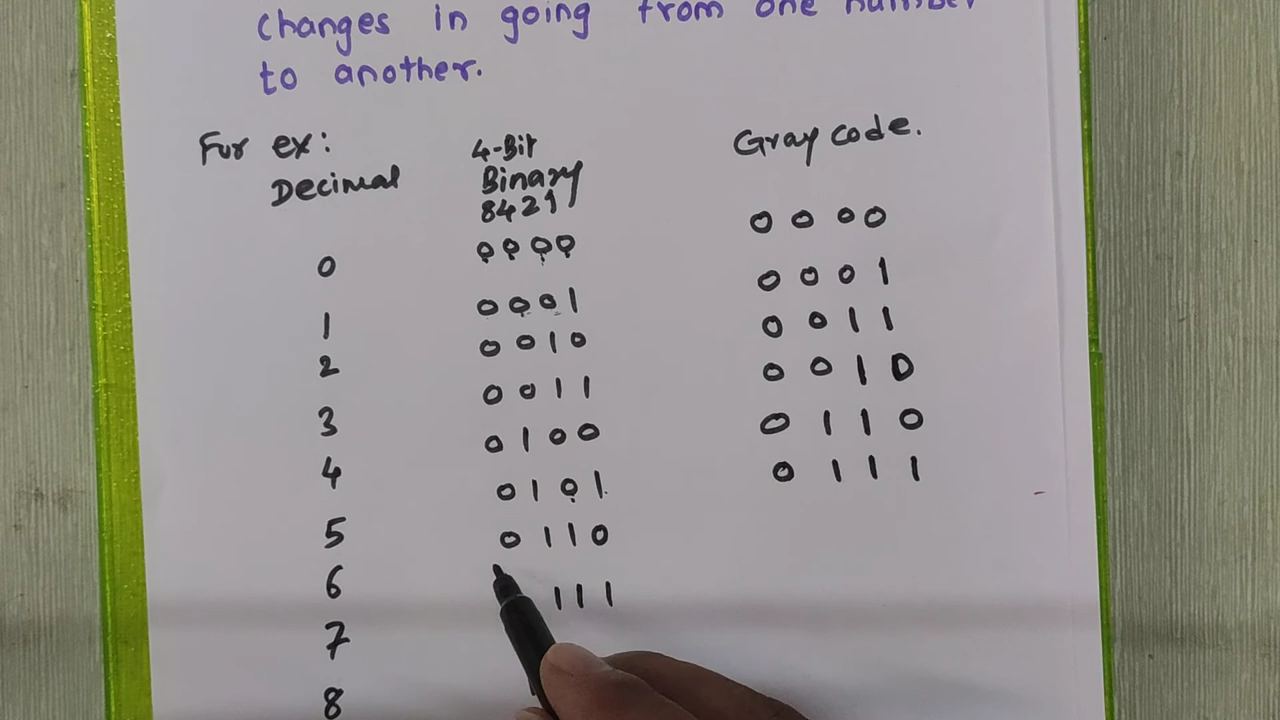 changes in going from one number
to another.
For ex:
Decimal 4-Bit Binary 8421 Gray code.
0 0000 0000
1 0001 0001
2 0010 0011
3 0011 0010
4 0100 0110
5 0101 0111
6 0110
7 111
8